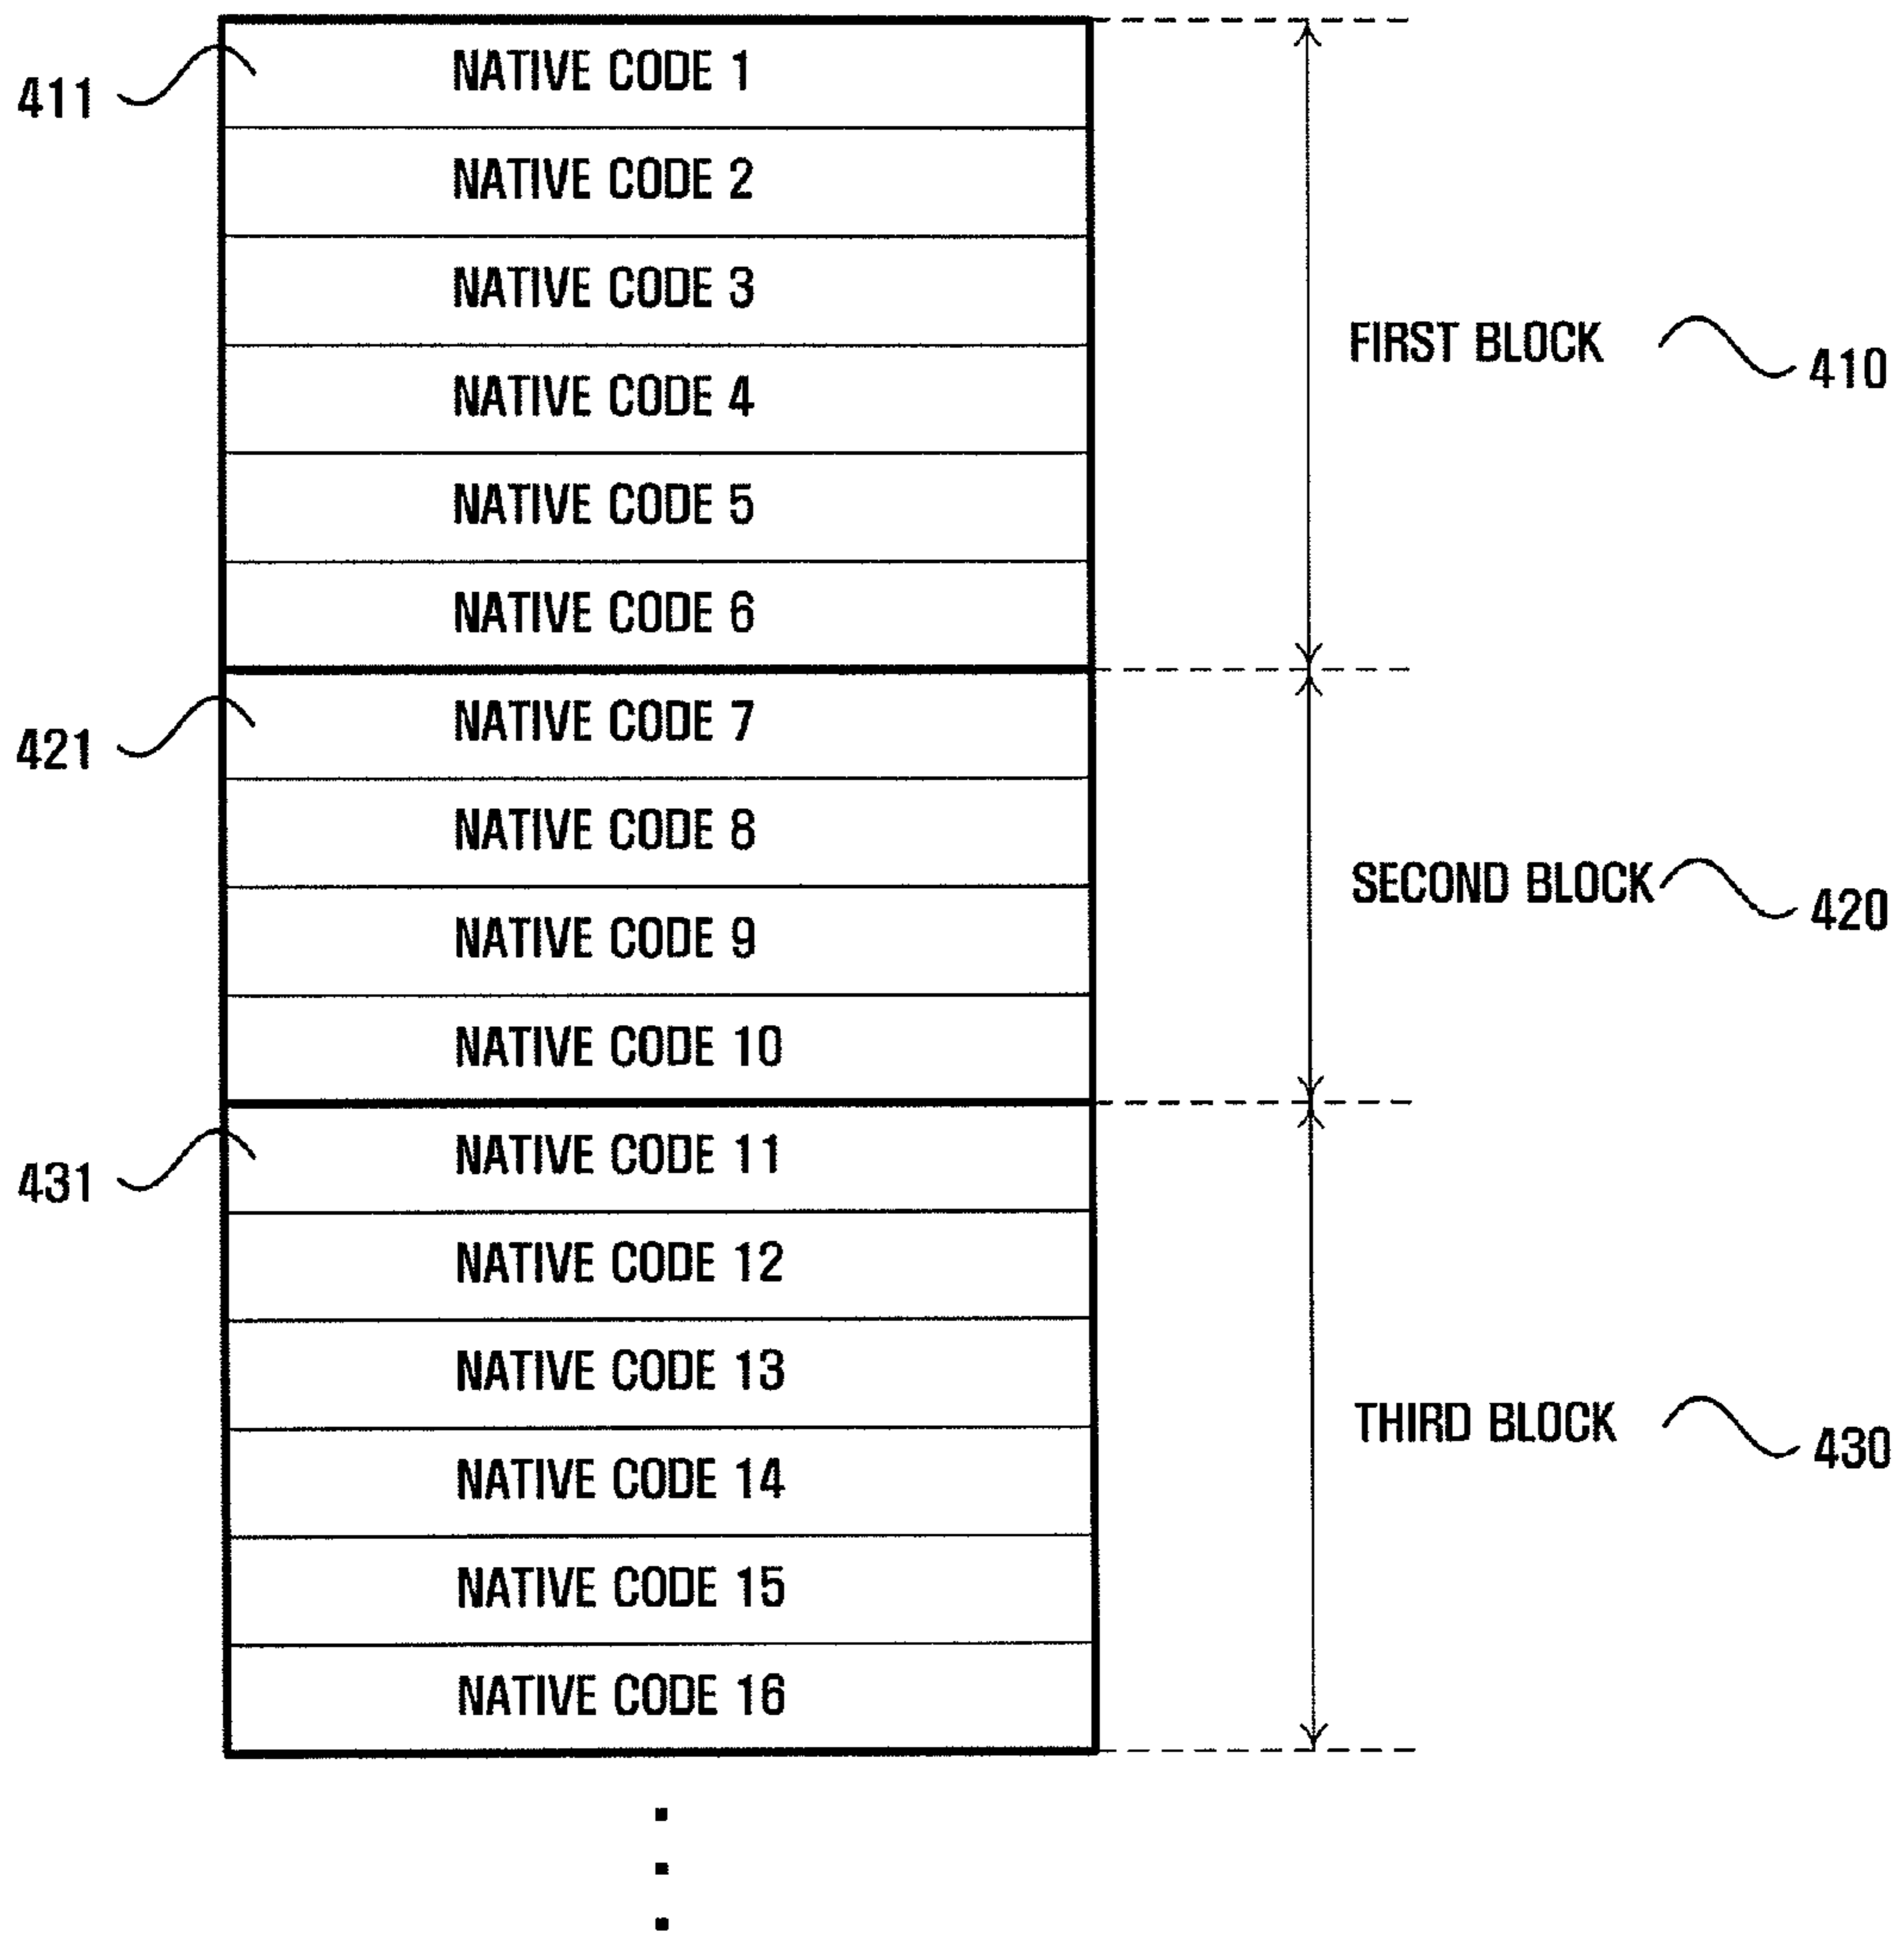 411
NATIVE CODE 1
NATIVE CODE 2
NATIVE CODE 3
NATIVE CODE 4
NATIVE CODE 5
NATIVE CODE 6
FIRST BLOCK
410
421
NATIVE CODE 7
NATIVE CODE 8
NATIVE CODE 9
NATIVE CODE 10
SECOND BLOCK
420
431
NATIVE CODE 11
NATIVE CODE 12
NATIVE CODE 13
NATIVE CODE 14
NATIVE CODE 15
NATIVE CODE 16
THIRD BLOCK
430